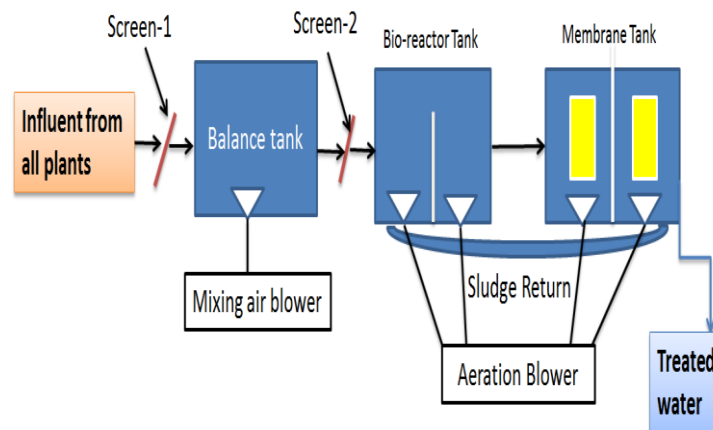 Screen-1
Screen-2
Bio-reactor Tank
Membrane Tank
Influent from
all plants
Balance tank
Mixing air blower
Sludge Return
Aeration Blower
Treated
water